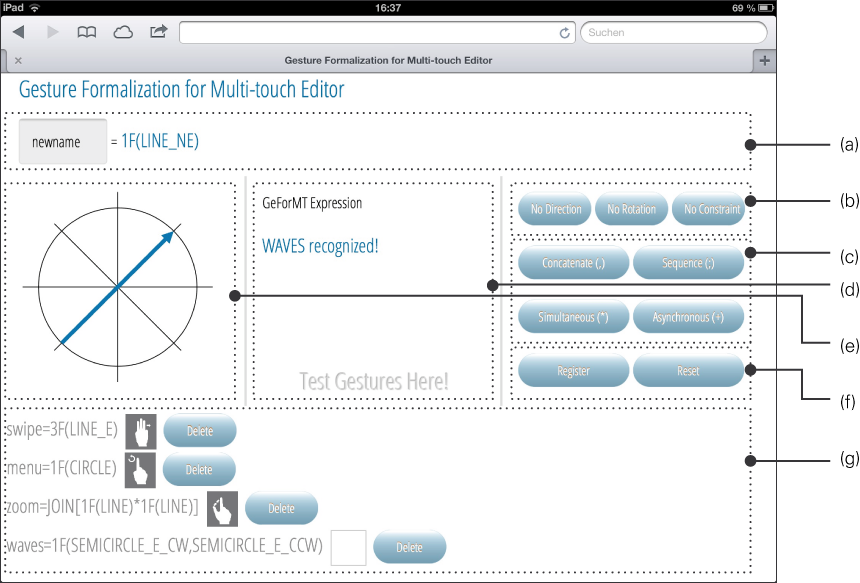 iPad 16:37 69 %
Suchen
Gesture Formalization for Multi-touch Editor
Gesture Formalization for Multi-touch Editor
newname = 1F(LINE_NE)
(a)
GeForMT Expression
WAVES recognized!
Test Gestures Here!
No Direction No Rotation No Constraint
(b)
Concatenate (,) Sequence (;)
(c)
(d)
Simultaneous (*) Asynchronous (+)
(e)
Register Reset
(f)
swipe=3F(LINE_E) Delete
menu=1F(CIRCLE) Delete
(g)
zoom=JOIN[1F(LINE)*1F(LINE)] Delete
waves=1F(SEMICIRCLE_E_CW,SEMICIRCLE_E_CCW) Delete